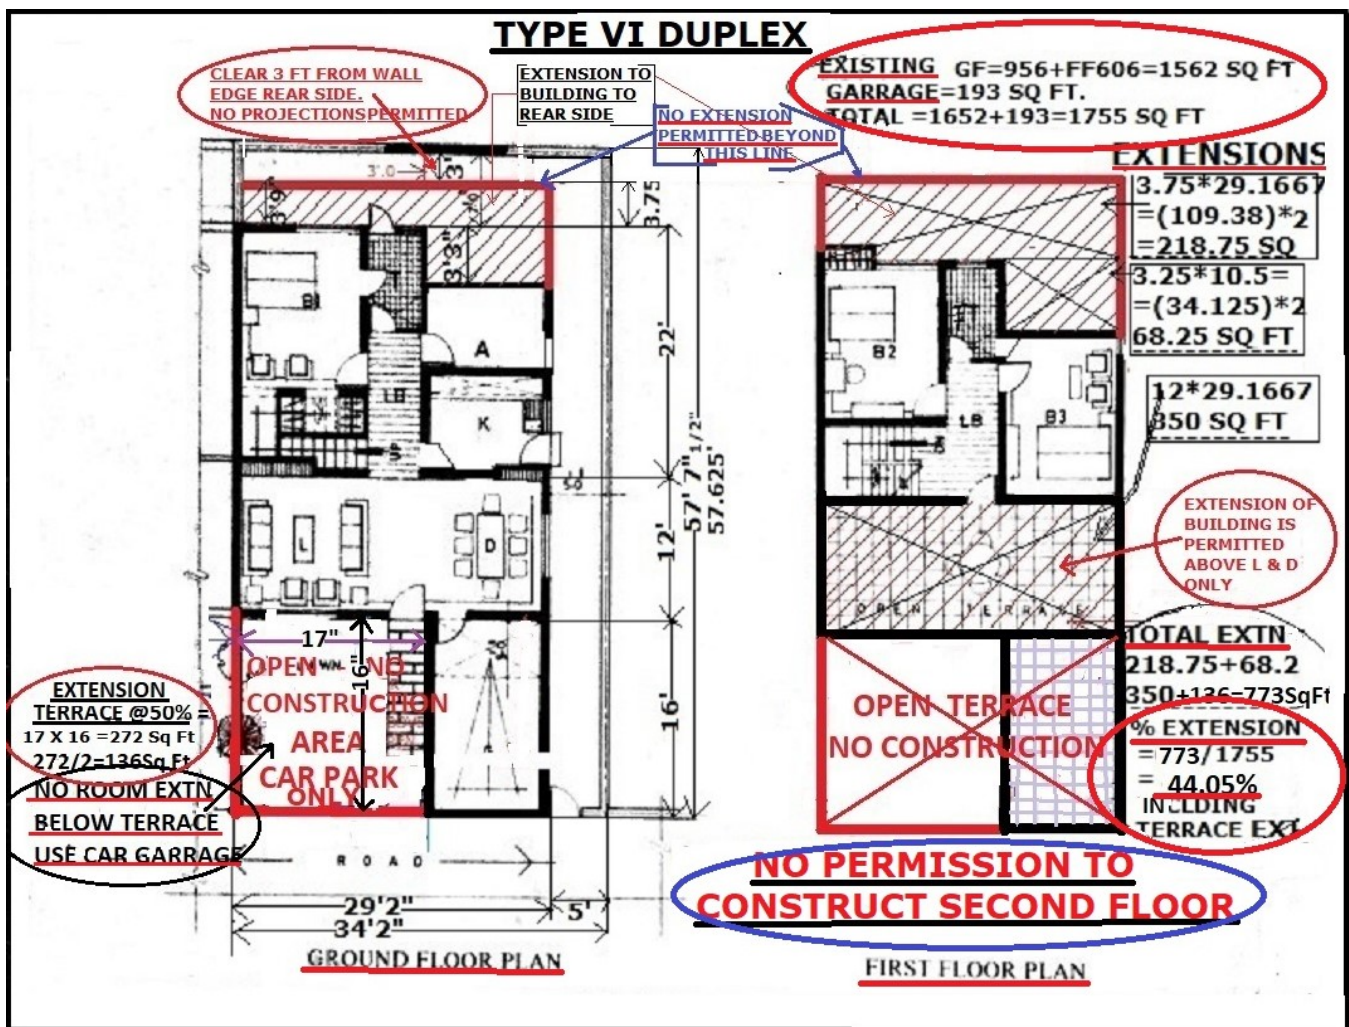 TYPE VI DUPLEX
CLEAR 3 FT FROM WALL
EDGE REAR SIDE.
NO PROJECTIONSPERMITTED
EXTENSION TO
BUILDING TO
REAR SIDE
NO EXTENSION
PERMITTED BEYOND
THIS LINE
EXISTING GF=956+FF606=1562 SQ FT
GARRAGE=193 SQ FT.
TOTAL =1652+193=1755 SQ FT
EXTENSIONS
3.75*29.1667
=(109.38)*2
=218.75 SQ
3.25*10.5=
=(34.125)*2
68.25 SQ FT
12*29.1667
350 SQ FT
EXTENSION OF
BUILDING IS
PERMITTED
ABOVE L & D
ONLY
TOTAL EXTN
218.75+68.2
350+136=773SqFt
% EXTENSION
=773/1755
= 44.05%
INCLDING
TERRACE EXT
3'.0
3'
3'9"
3'3"
3.75
22'
57' 7"1/2"
57.625'
12'
16'
T
A
K
LB
UP
L
D
17"
16"
OPEN NO
CONSTRUCTION
AREA
CAR PARK
ONLY
EXTENSION
TERRACE @50% =
17 X 16 =272 Sq Ft
272/2=136Sq Ft
NO ROOM EXTN
BELOW TERRACE
USE CAR GARRAGE
ROAD
29'2"
5'
34'2"
GROUND FLOOR PLAN
B2
T
LB
B3
OPEN TERRACE
OPEN TERRACE
NO CONSTRUCTION
NO PERMISSION TO
CONSTRUCT SECOND FLOOR
FIRST FLOOR PLAN